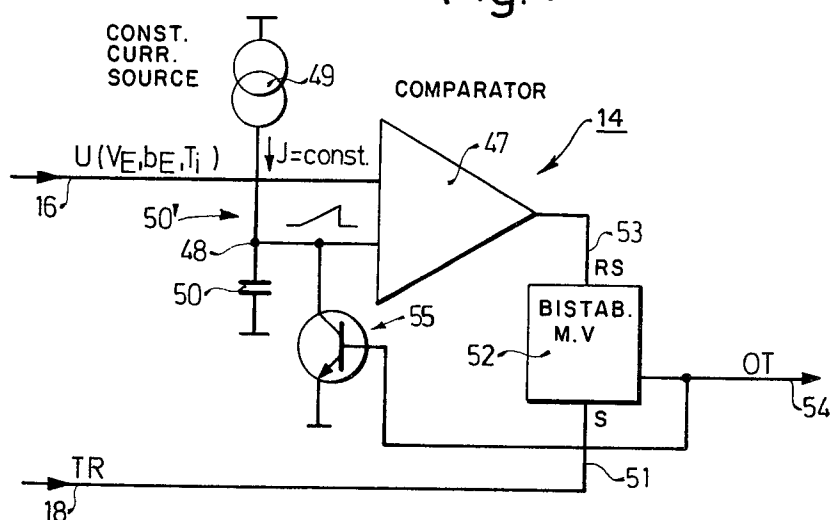 Fig.
CONST.
CURR.
SOURCE
49
COMPARATOR
14
47
U(VE,bE,Ti)
J=const.
16
50'
48
53
RS
50
55
BISTAB.
M.V
52
OT
54
S
TR
51
18